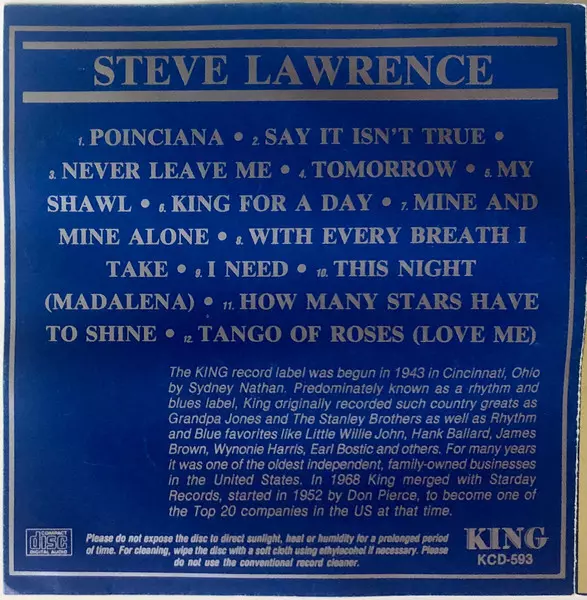 STEVE LAWRENCE
1. POINCIANA • 2. SAY IT ISN'T TRUE •
3. NEVER LEAVE ME • 4. TOMORROW • 5. MY
SHAWL • 6. KING FOR A DAY • 7. MINE AND
MINE ALONE • 8. WITH EVERY BREATH I
TAKE • 9. I NEED • 10. THIS NIGHT
(MADALENA) • 11. HOW MANY STARS HAVE
TO SHINE • 12. TANGO OF ROSES (LOVE ME)
The KING record label was begun in 1943 in Cincinnati, Ohio
by Sydney Nathan. Predominately known as a rhythm and
blues label, King originally recorded such country greats as
Grandpa Jones and The Stanley Brothers as well as Rhythm
and Blue favorites like Little Willie John, Hank Ballard, James
Brown, Wynonie Harris, Earl Bostic and others. For many years
it was one of the oldest independent, family-owned businesses
in the United States. In 1968 King merged with Starday
Records, started in 1952 by Don Pierce, to become one of
the Top 20 companies in the US at that time.
COMPACT
disc
DIGITAL AUDIO
Please do not expose the disc to direct sunlight, heat or humidity for a prolonged period
of time. For cleaning, wipe the disc with a soft cloth using ethylacohol if necessary. Please
do not use the conventional record cleaner.
KING
KCD-593